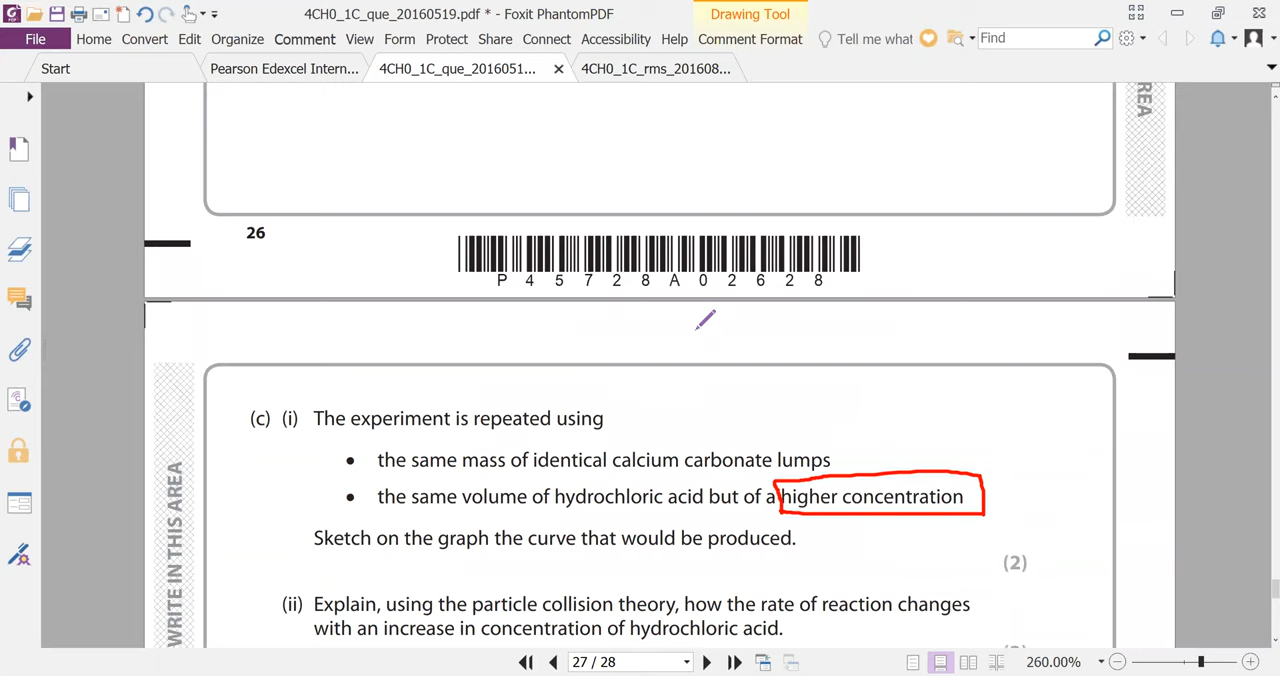 4CH0_1C_que_20160519.pdf * - Foxit PhantomPDF
Drawing Tool
File Home Convert Edit Organize Comment View Form Protect Share Connect Accessibility Help Comment Format Tell me what Find
Start Pearson Edexcel Intern... 4CH0_1C_que_2016051... 4CH0_1C_rms_201608...
REA
26
P 4 5 7 2 8 A 0 2 6 2 8
(c) (i) The experiment is repeated using
• the same mass of identical calcium carbonate lumps
• the same volume of hydrochloric acid but of a higher concentration
Sketch on the graph the curve that would be produced.
(2)
WRITE IN THIS AREA
(ii) Explain, using the particle collision theory, how the rate of reaction changes
with an increase in concentration of hydrochloric acid.
27 / 28
260.00%